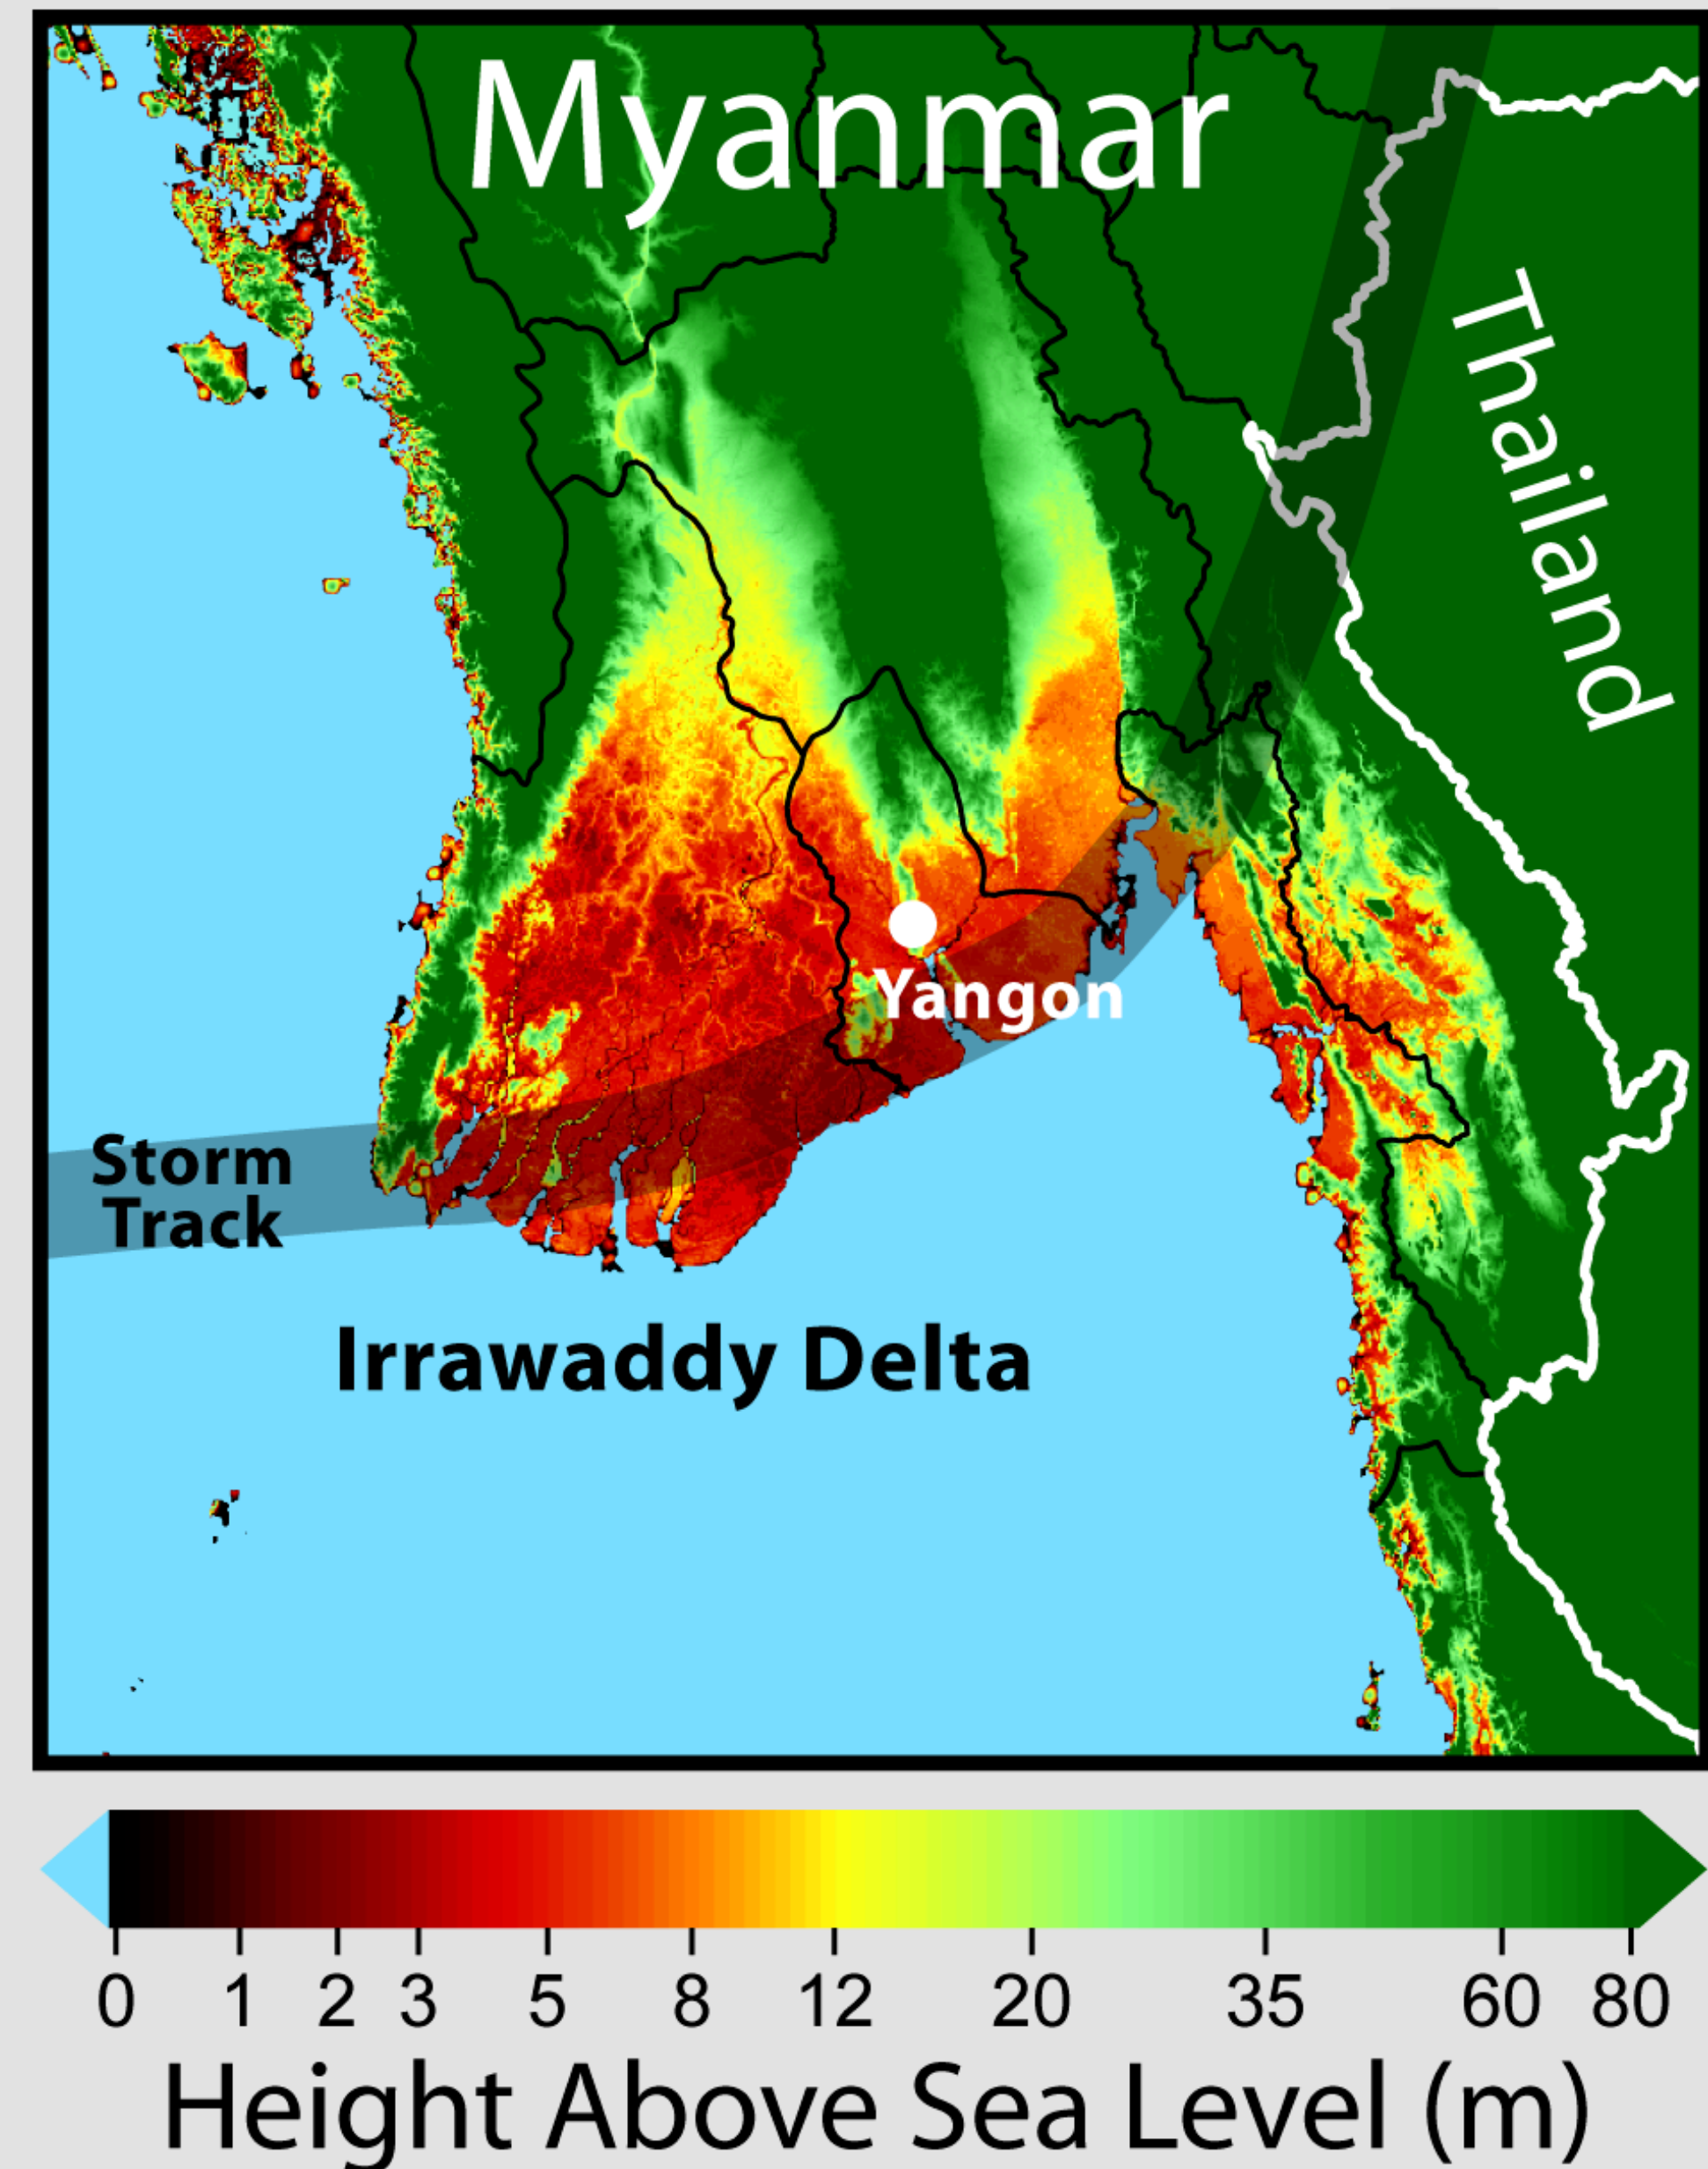 Myanmar
Thailand
Yangon
Storm
Track
Irrawaddy Delta
0 1 2 3 5 8 12 20 35 60 80
Height Above Sea Level (m)